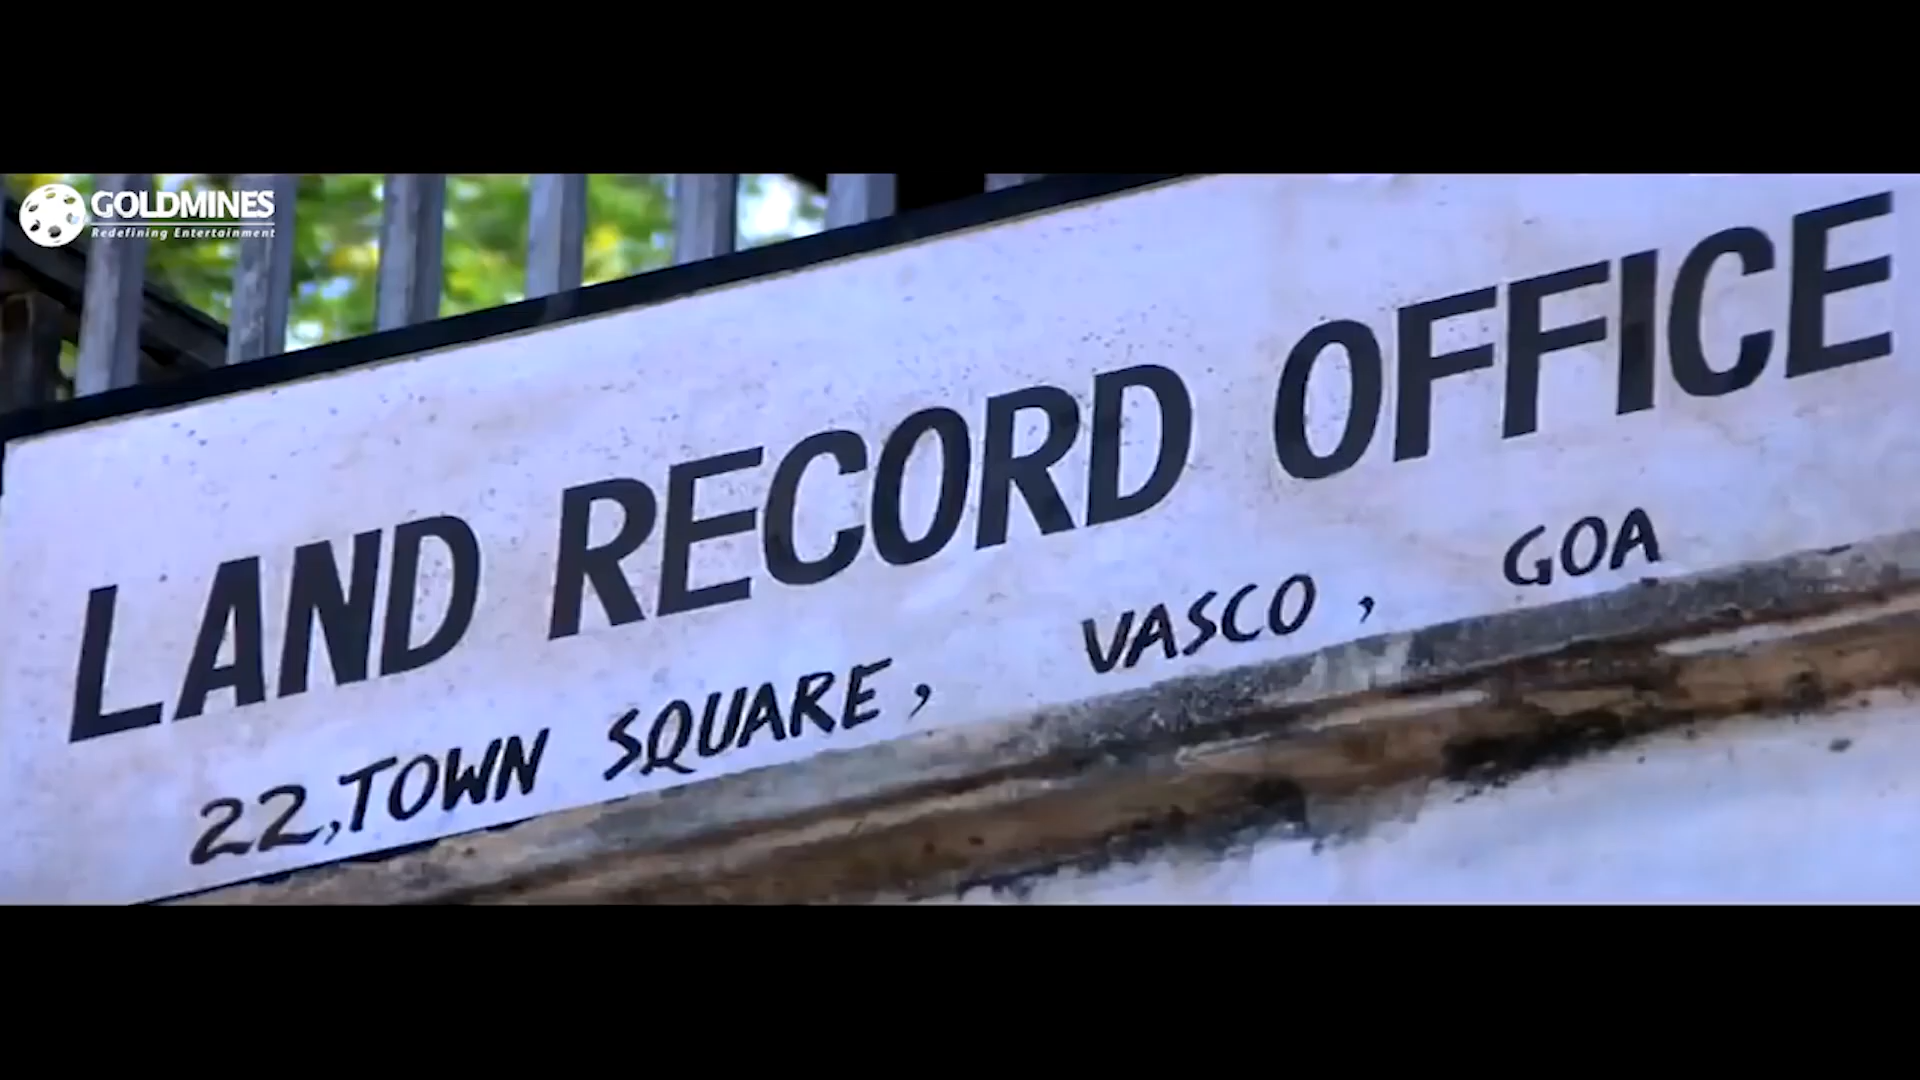 GOLDMINES
Redefining Entertainment
LAND RECORD OFFICE
22, TOWN SQUARE, VASCO, GOA